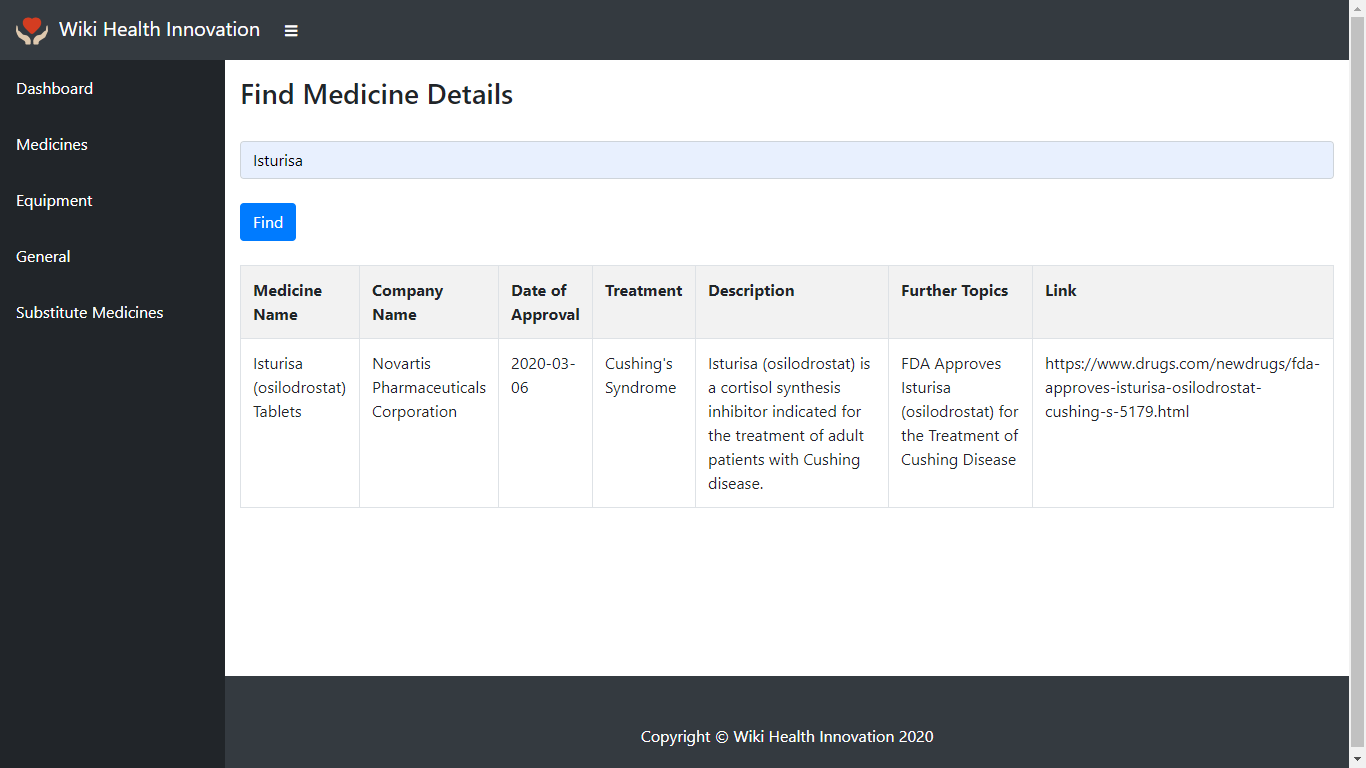 Wiki Health Innovation
Dashboard
Medicines
Equipment
General
Substitute Medicines
Find Medicine Details
Isturisa
Find
Medicine
Name
Company
Name
Date of
Approval
Treatment
Description
Further Topics
Link
Isturisa
(osilodrostat)
Tablets
Novartis
Pharmaceuticals
Corporation
2020-03-
06
Cushing's
Syndrome
Isturisa (osilodrostat) is
a cortisol synthesis
inhibitor indicated for
the treatment of adult
patients with Cushing
disease.
FDA Approves
Isturisa
(osilodrostat) for
the Treatment of
Cushing Disease
https://www.drugs.com/newdrugs/fda-
approves-isturisa-osilodrostat-
cushing-s-5179.html
Copyright © Wiki Health Innovation 2020